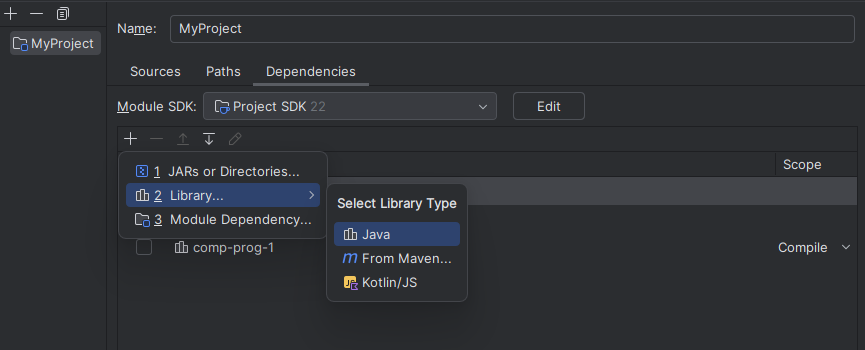 Name: MyProject
MyProject
Sources Paths Dependencies
Module SDK: Project SDK 22 Edit
Scope
1 JARs or Directories...
2 Library...
3 Module Dependency...
Select Library Type
Java
m From Maven...
Kotlin/JS
comp-prog-1 Compile